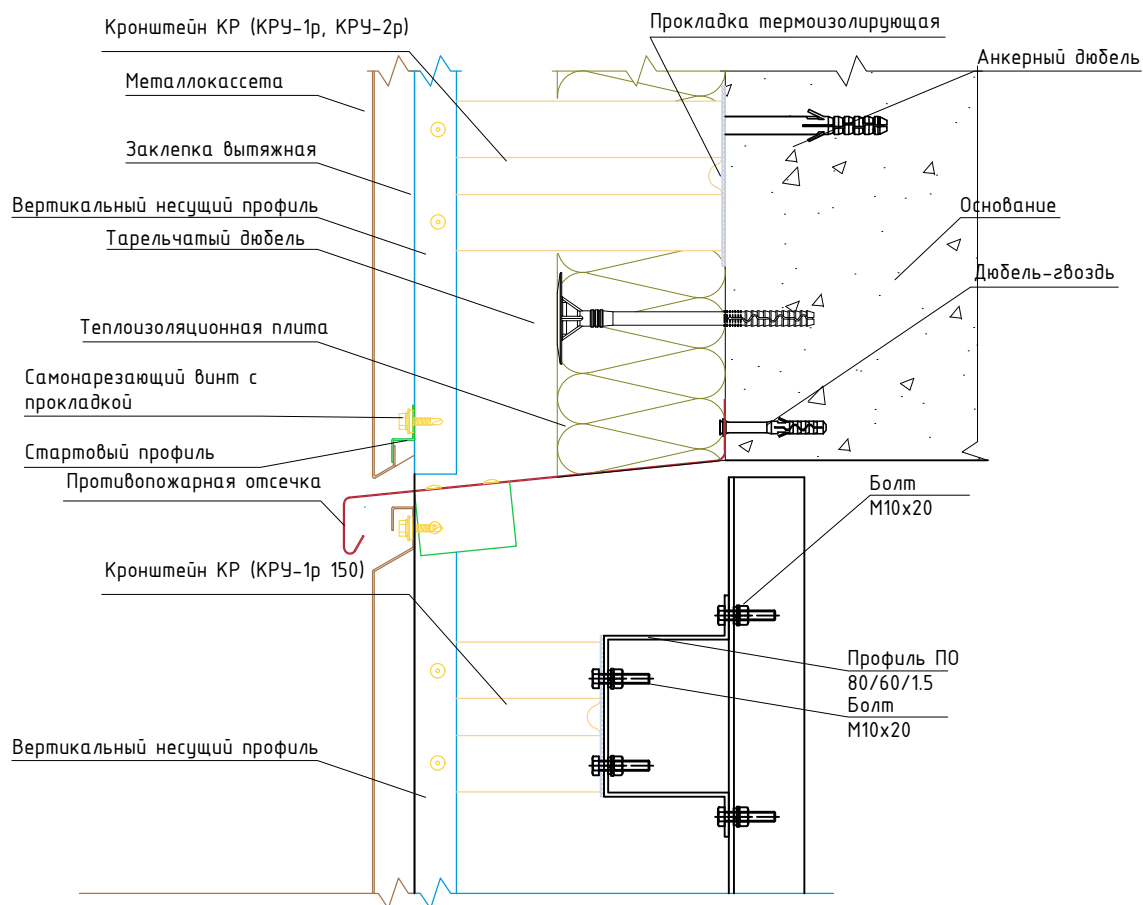 Кронштейн КР (КРУ-1р, КРУ-2р)
Прокладка термоизолирующая
Анкерный дюбель
Металлокассета
Заклепка вытяжная
Вертикальный несущий профиль
Основание
Тарельчатый дюбель
Дюбель-гвоздь
Теплоизоляционная плита
Самонарезающий винт с
прокладкой
Стартовый профиль
Противопожарная отсечка
Болт
М10х20
Кронштейн КР (КРУ-1р 150)
Профиль ПО
80/60/1.5
Болт
М10х20
Вертикальный несущий профиль